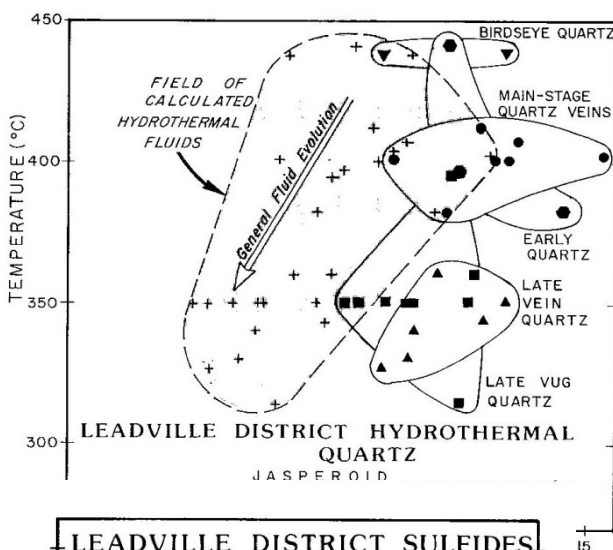 450
BIRDSEYE QUARTZ
FIELD OF
CALCULATED
HYDROTHERMAL
FLUIDS
MAIN-STAGE
QUARTZ VEINS
General Fluid Evolution
TEMPERATURE (°C)
400
EARLY
QUARTZ
350
LATE
VEIN
QUARTZ
LATE VUG
QUARTZ
300
LEADVILLE DISTRICT HYDROTHERMAL
QUARTZ
JASPEROID
15
LEADVILLE DISTRICT SULFIDES